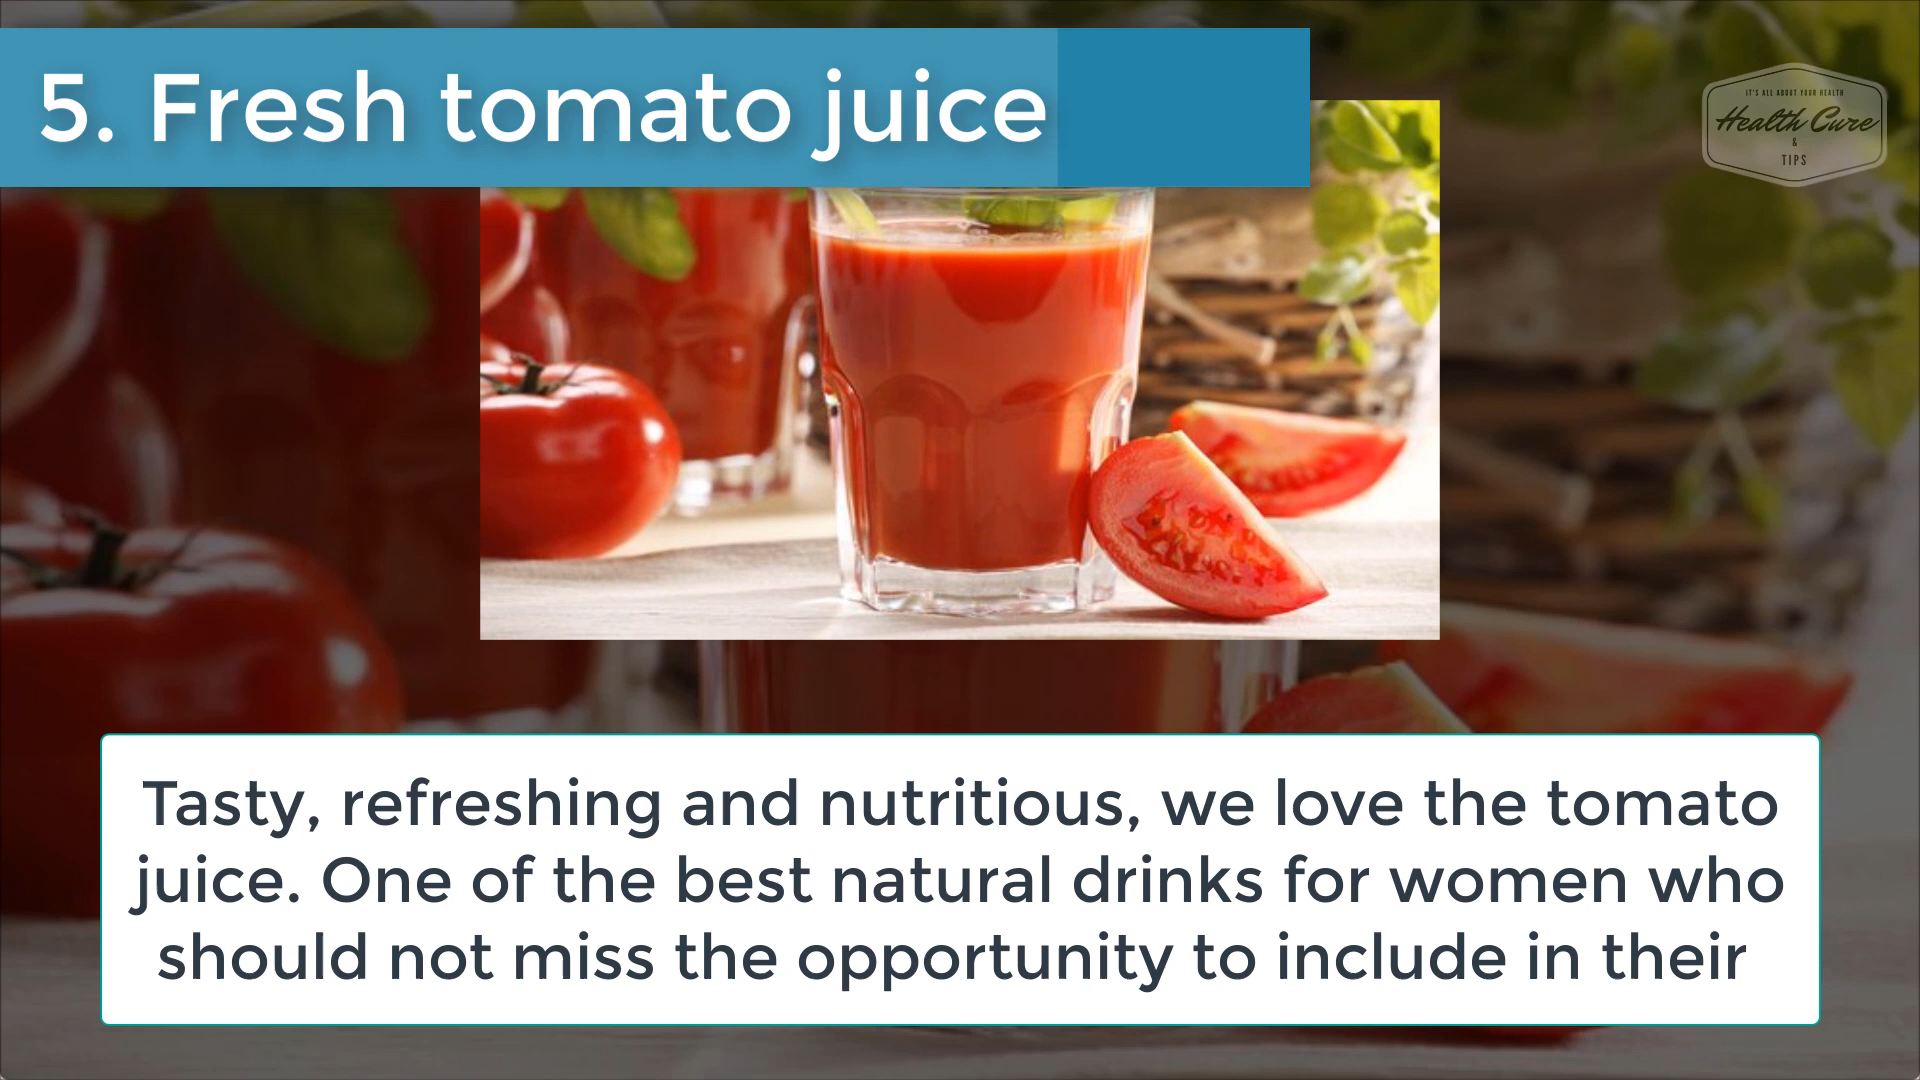 5. Fresh tomato juice
IT'S ALL ABOUT YOUR HEALTH
Health Cure
&
TIPS
Tasty, refreshing and nutritious, we love the tomato
juice. One of the best natural drinks for women who
should not miss the opportunity to include in their